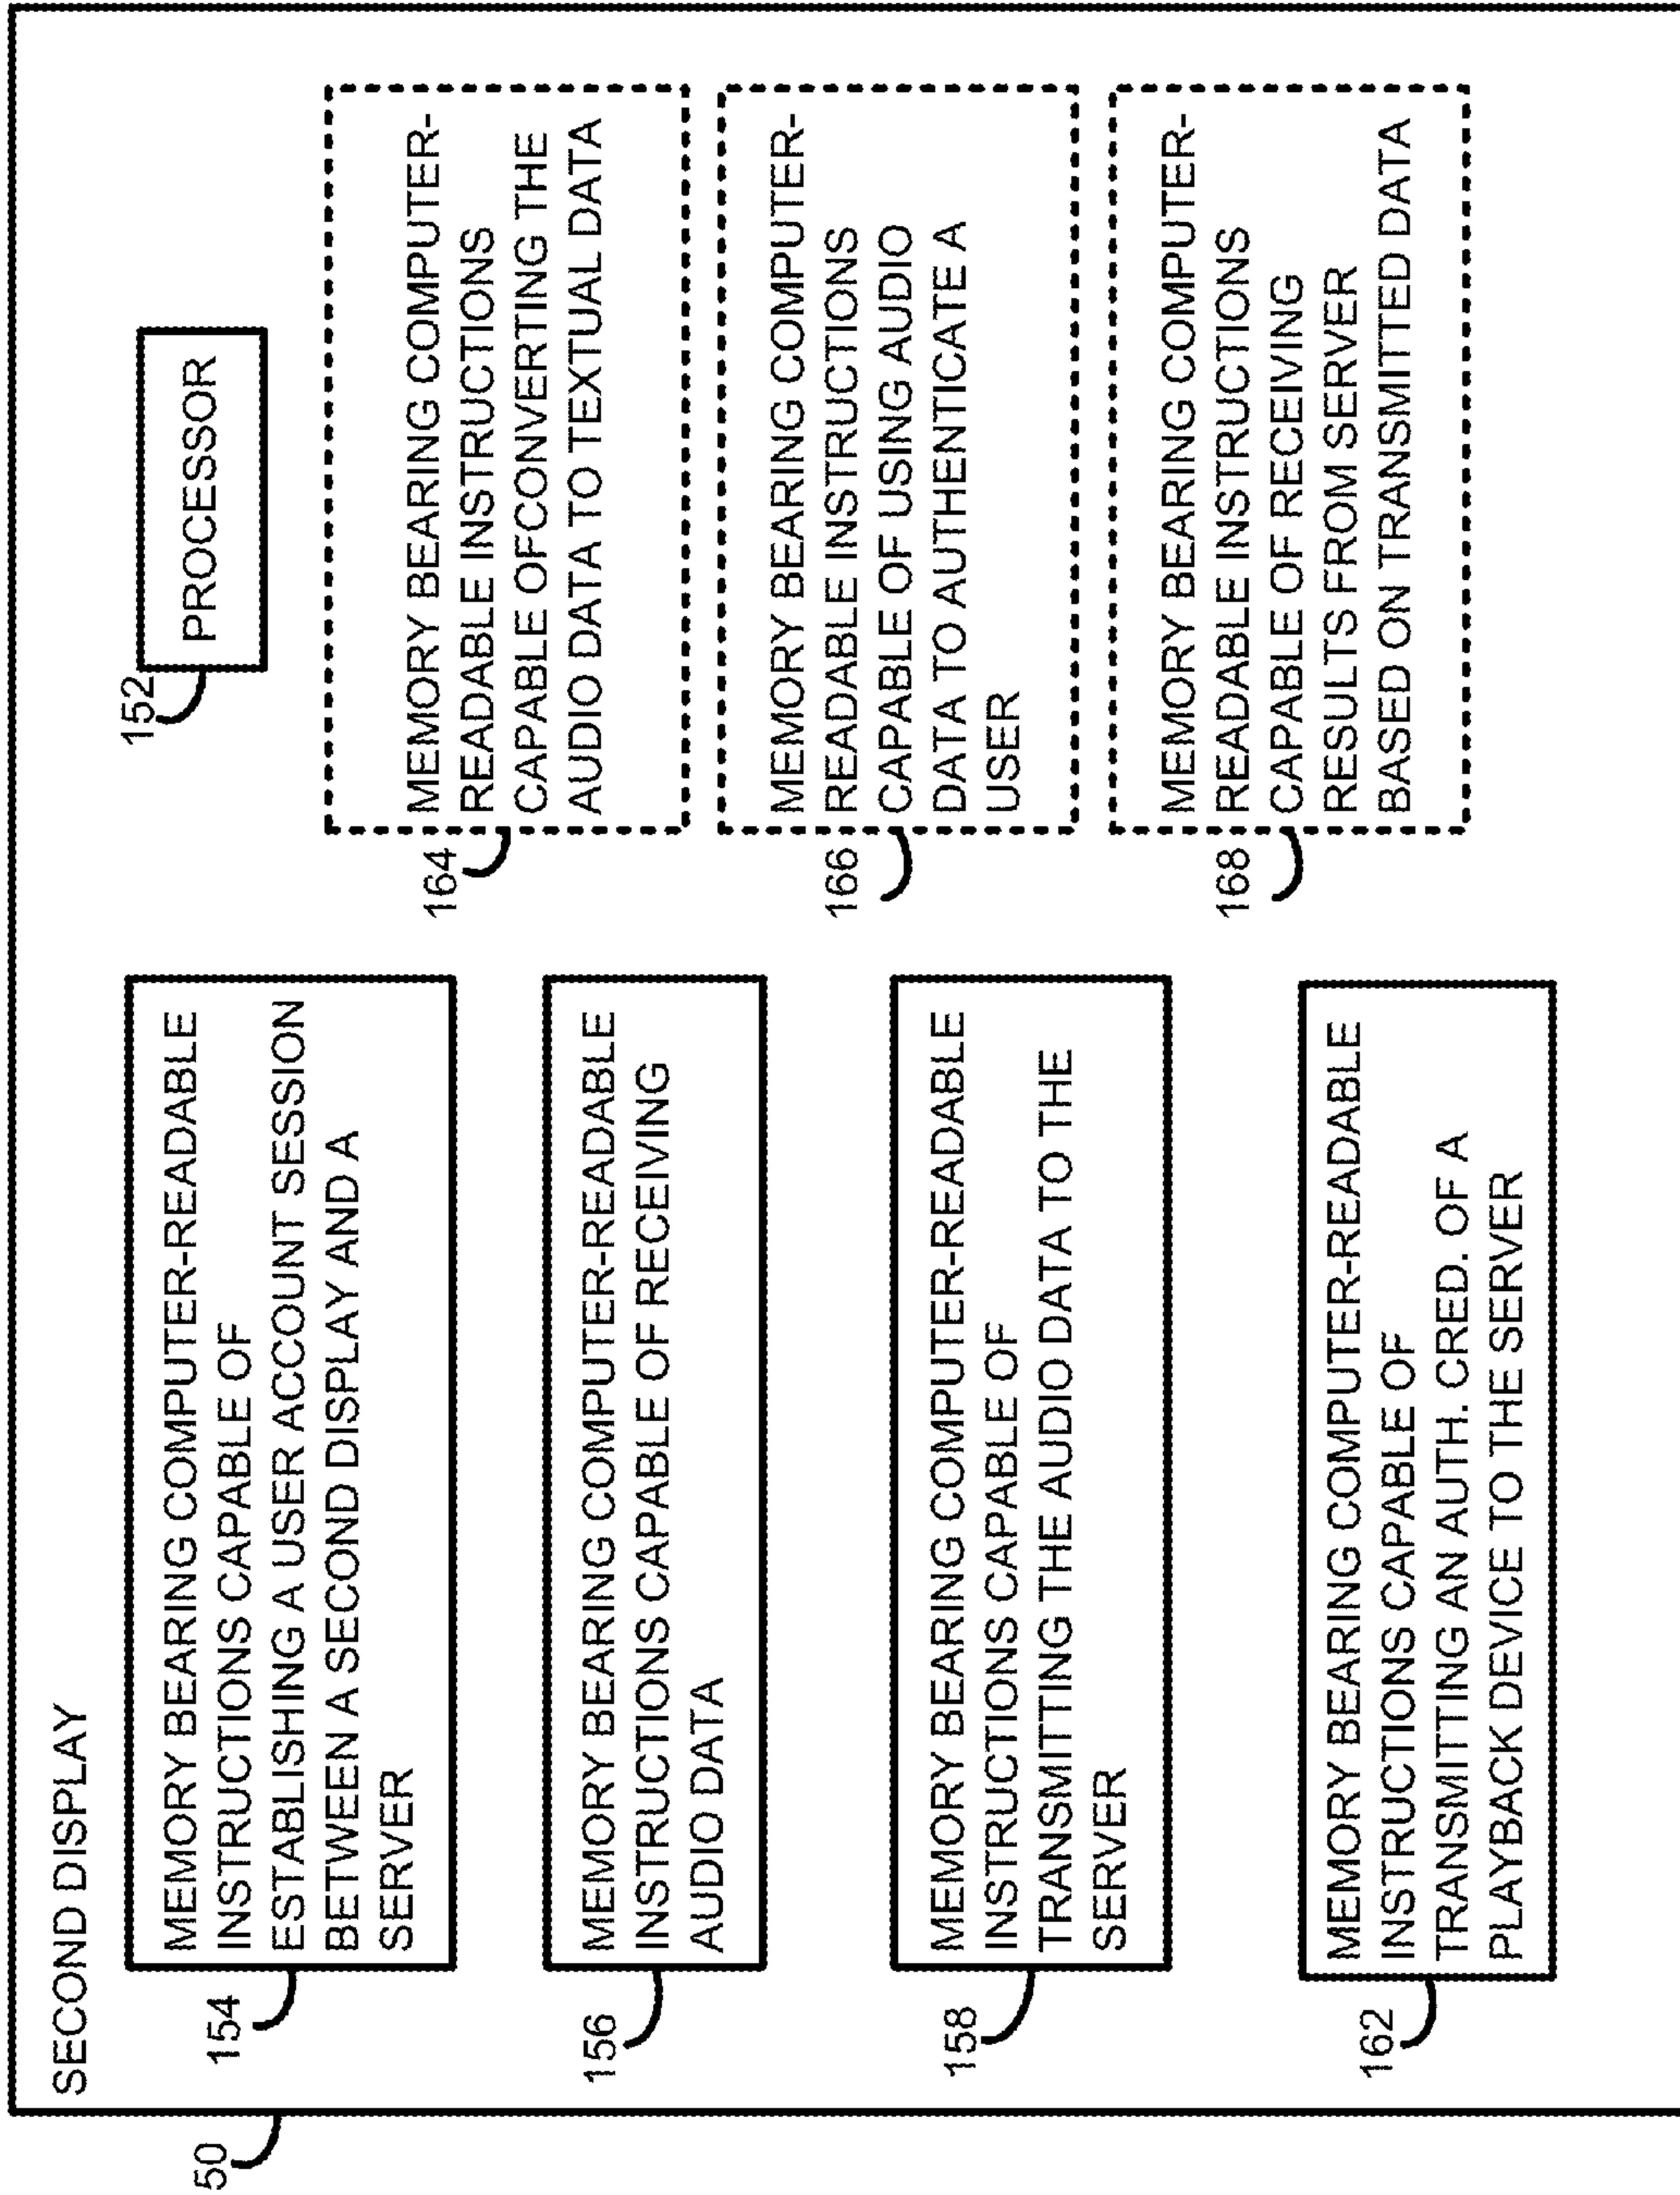 SECOND DISPLAY
50
154
MEMORY BEARING COMPUTER-READABLE
INSTRUCTIONS CAPABLE OF
ESTABLISHING A USER ACCOUNT SESSION
BETWEEN A SECOND DISPLAY AND A
SERVER
156
MEMORY BEARING COMPUTER-READABLE
INSTRUCTIONS CAPABLE OF RECEIVING
AUDIO DATA
158
MEMORY BEARING COMPUTER-READABLE
INSTRUCTIONS CAPABLE OF
TRANSMITTING THE AUDIO DATA TO THE
SERVER
162
MEMORY BEARING COMPUTER-READABLE
INSTRUCTIONS CAPABLE OF
TRANSMITTING AN AUTH. CRED. OF A
PLAYBACK DEVICE TO THE SERVER
152
PROCESSOR
164
MEMORY BEARING COMPUTER-
READABLE INSTRUCTIONS
CAPABLE OFCONVERTING THE
AUDIO DATA TO TEXTUAL DATA
166
MEMORY BEARING COMPUTER-
READABLE INSTRUCTIONS
CAPABLE OF USING AUDIO
DATA TO AUTHENTICATE A
USER
168
MEMORY BEARING COMPUTER-
READABLE INSTRUCTIONS
CAPABLE OF RECEIVING
RESULTS FROM SERVER
BASED ON TRANSMITTED DATA